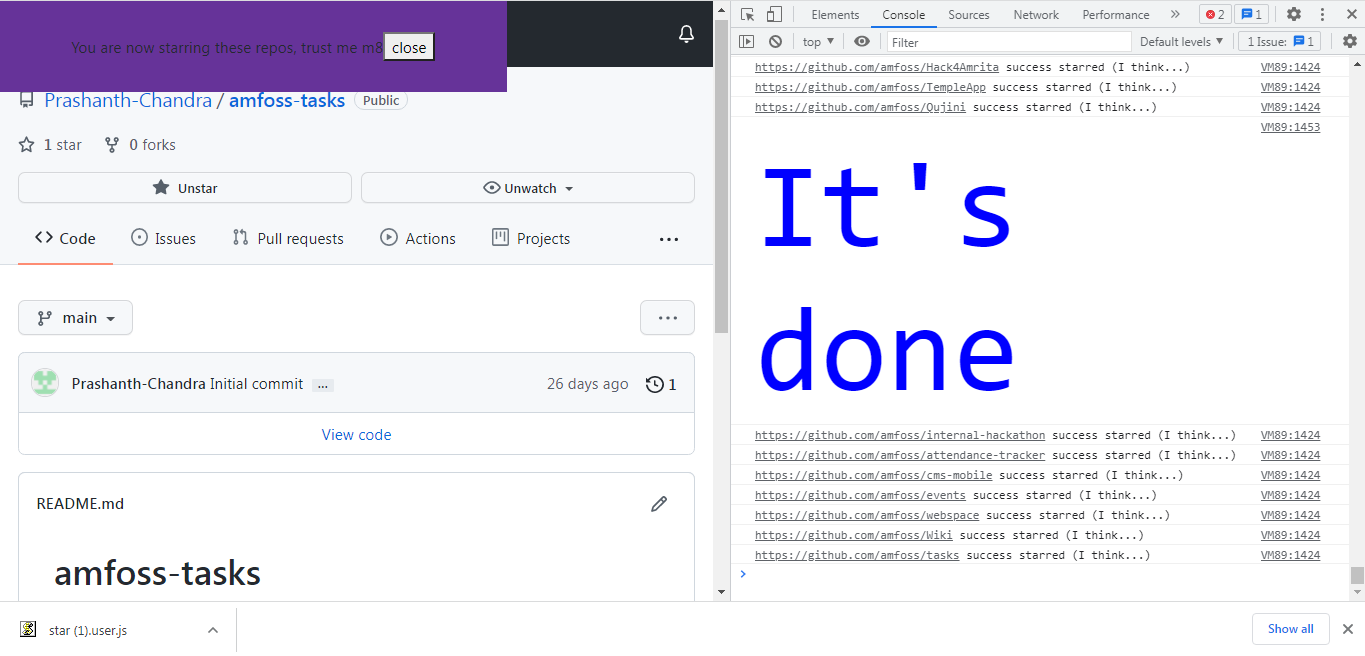 You are now starring these repos, trust me m8 close
Prashanth-Chandra / amfoss-tasks Public
1 star 0 forks
Unstar Unwatch
Code Issues Pull requests Actions Projects ...
main ...
Prashanth-Chandra Initial commit ... 26 days ago 1
View code
README.md
amfoss-tasks
star (1).user.js
Elements Console Sources Network Performance » 2 1
top Filter Default levels 1 Issue: 1
https://github.com/amfoss/Hack4Amrita success starred (I think...) VM89:1424
https://github.com/amfoss/TempleApp success starred (I think...) VM89:1424
https://github.com/amfoss/Qujini success starred (I think...) VM89:1424
VM89:1453
It's
done
https://github.com/amfoss/internal-hackathon success starred (I think...) VM89:1424
https://github.com/amfoss/attendance-tracker success starred (I think...) VM89:1424
https://github.com/amfoss/cms-mobile success starred (I think...) VM89:1424
https://github.com/amfoss/events success starred (I think...) VM89:1424
https://github.com/amfoss/webspace success starred (I think...) VM89:1424
https://github.com/amfoss/Wiki success starred (I think...) VM89:1424
https://github.com/amfoss/tasks success starred (I think...) VM89:1424
>
Show all